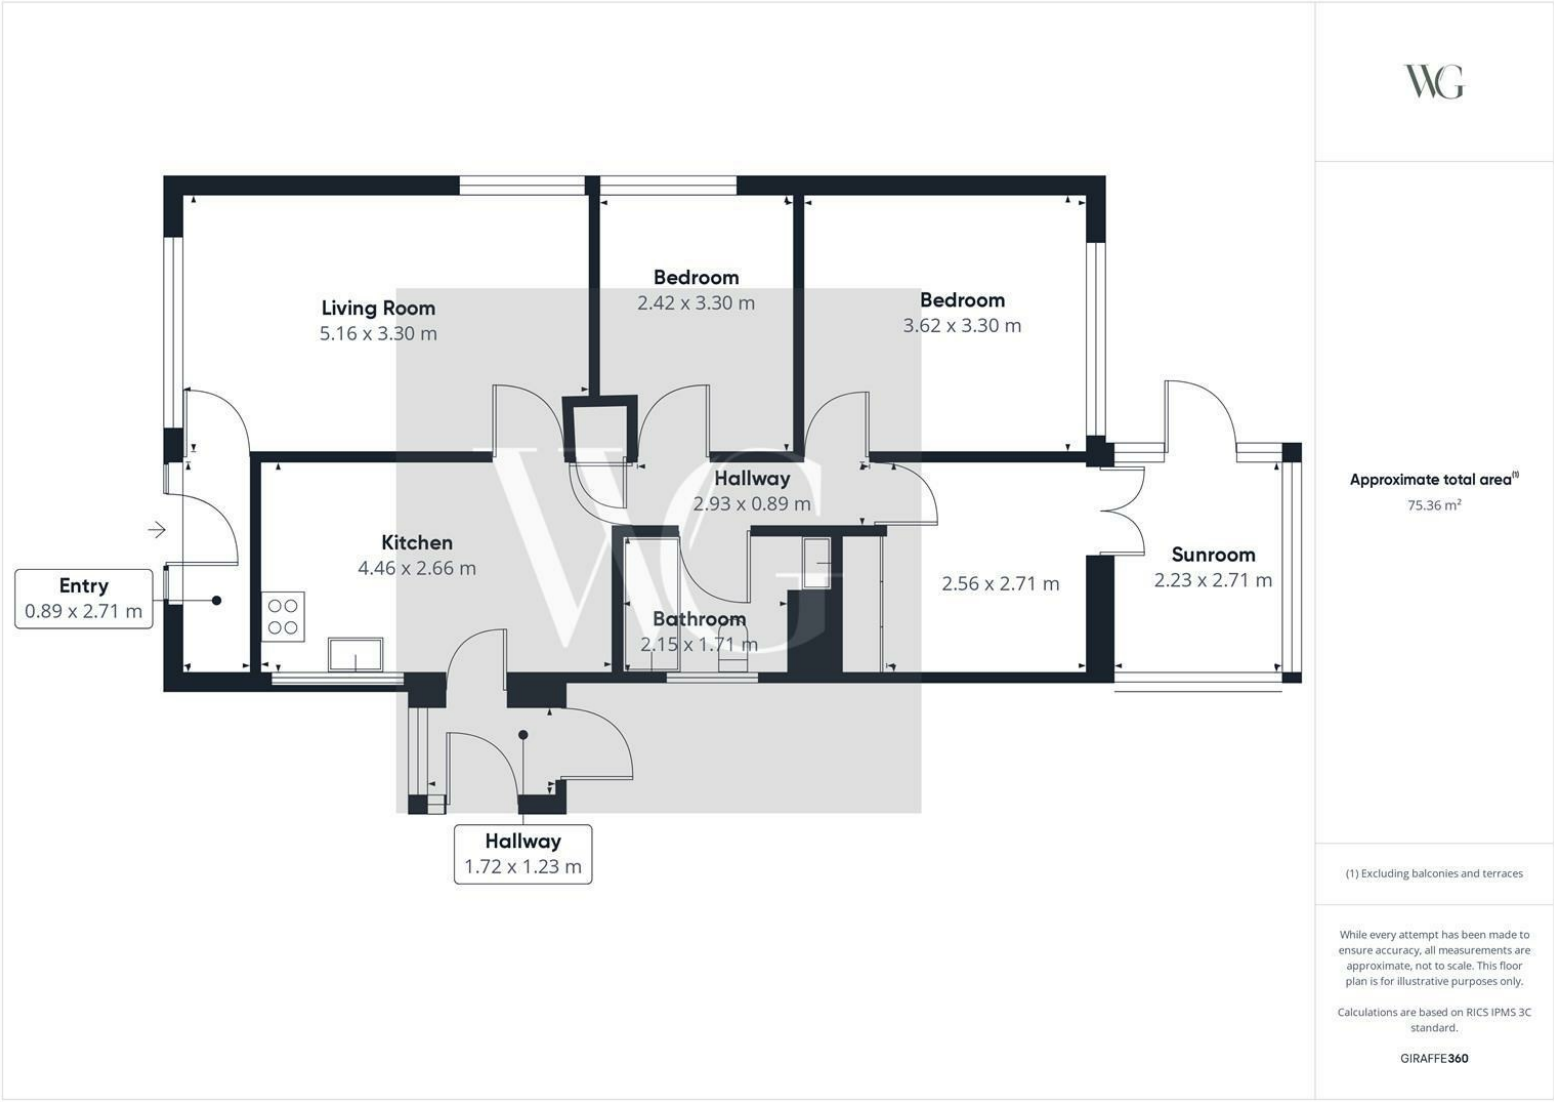 WG
Living Room
5.16 x 3.30 m
Bedroom
2.42 x 3.30 m
Bedroom
3.62 x 3.30 m
Hallway
2.93 x 0.89 m
Kitchen
4.46 x 2.66 m
Entry
0.89 x 2.71 m
Bathroom
2.15 x 1.71 m
2.56 x 2.71 m
Sunroom
2.23 x 2.71 m
Hallway
1.72 x 1.23 m
WG
Approximate total area(1)
75.36 m²
(1) Excluding balconies and terraces
While every attempt has been made to
ensure accuracy, all measurements are
approximate, not to scale. This floor
plan is for illustrative purposes only.
Calculations are based on RICS IPMS 3C
standard.
GIRAFFE360